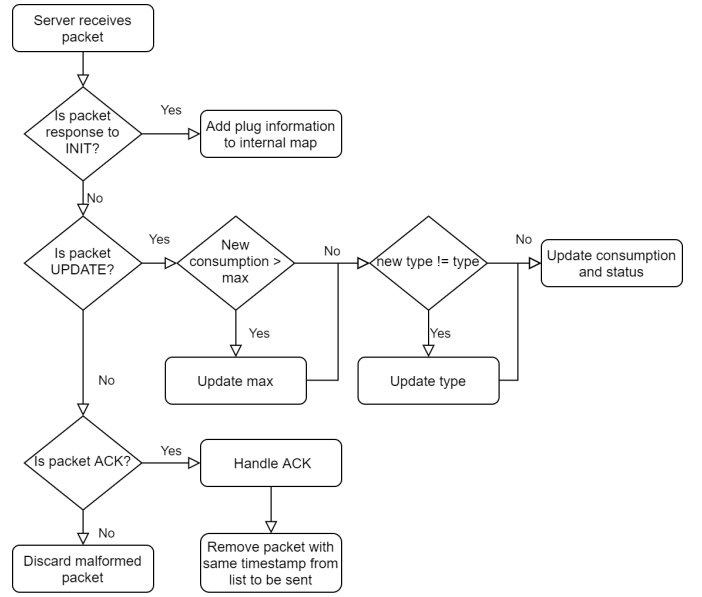 Server receives
packet
Is packet
response to
INIT?
Yes
Add plug information
to internal map
No
Is packet
UPDATE?
Yes
New
consumption >
max
No
new type != type
No
Update consumption
and status
Yes
Update max
Yes
Update type
No
Is packet ACK?
Yes
Handle ACK
No
Discard malformed
packet
Remove packet with
same timestamp from
list to be sent